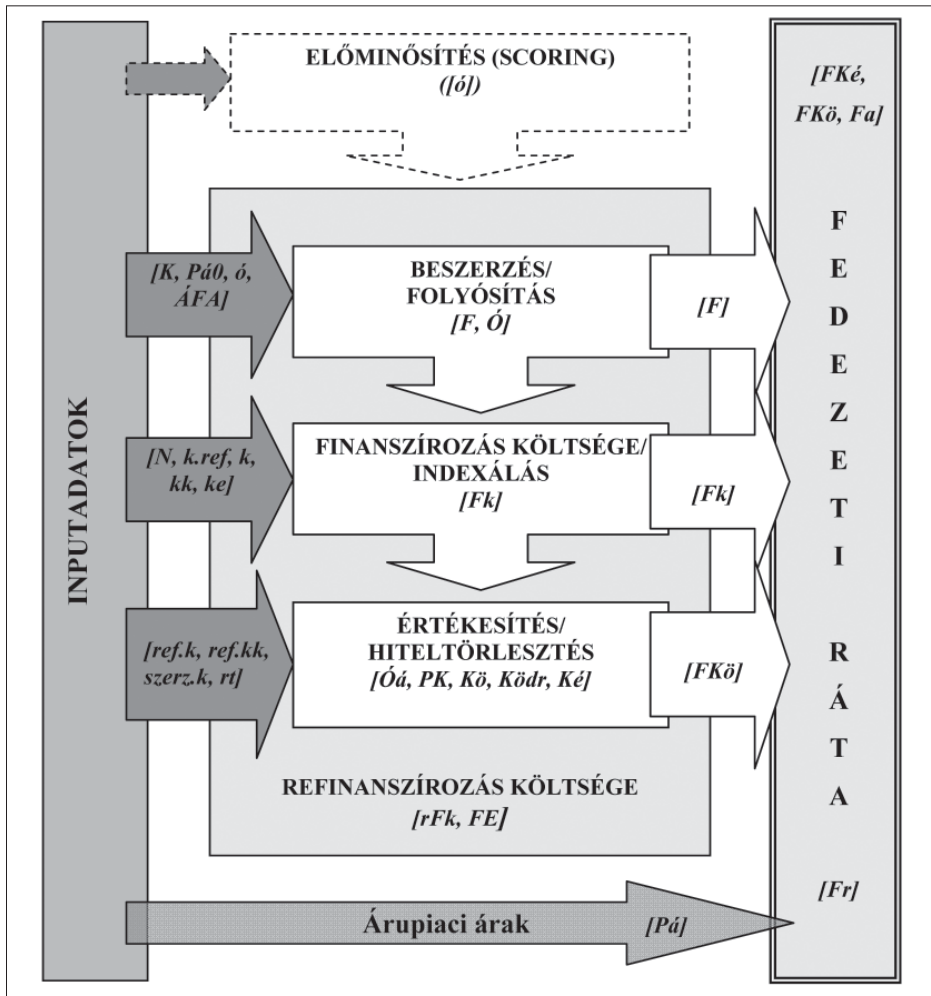 INPUTADATOK
ELŐMINŐSÍTÉS (SCORING)
([ó])
[K, Pá0, ó,
ÁFA]
BESZERZÉS/
FOLYÓSÍTÁS
[F, Ó]
[F]
[N, k.ref, k,
kk, ke]
FINANSZÍROZÁS KÖLTSÉGE/
INDEXÁLÁS
[Fk]
[Fk]
[ref.k, ref.kk,
szerz.k, rt]
ÉRTÉKESÍTÉS/
HITELTÖRLESZTÉS
[Óá, PK, Kö, Ködr, Ké]
[FKö]
REFINANSZÍROZÁS KÖLTSÉGE
[rFk, FE]
Árupiaci árak
[Pá]
[FKé,
FKö, Fa]
FEDEZETI RÁTA
[Fr]